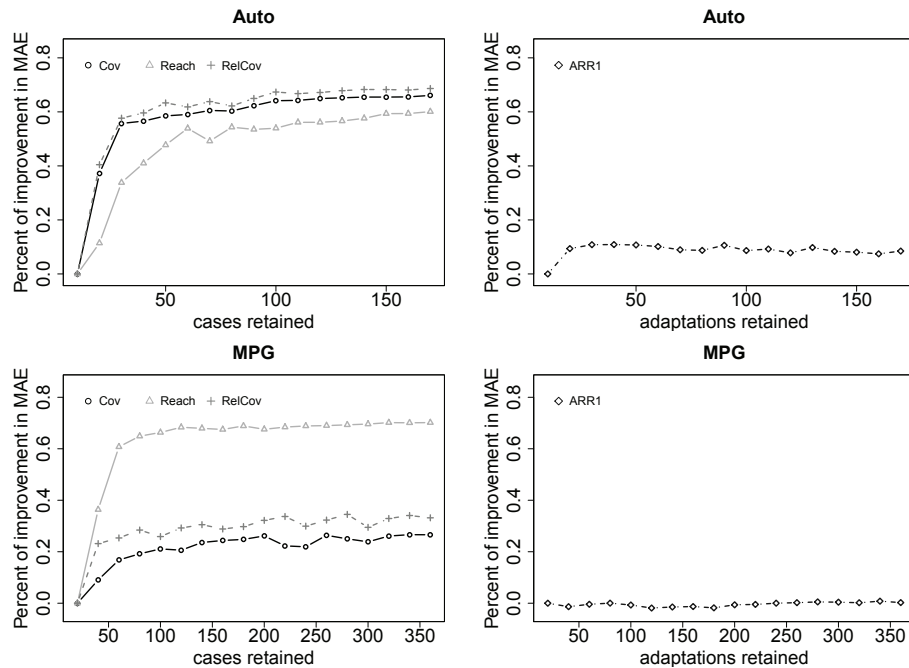 Auto
Percent of improvement in MAE
0.0 0.2 0.4 0.6 0.8
Cov Reach RelCov
50 100 150
cases retained
Auto
Percent of improvement in MAE
0.0 0.2 0.4 0.6 0.8
ARR1
50 100 150
adaptations retained
MPG
Percent of improvement in MAE
0.0 0.2 0.4 0.6 0.8
Cov Reach RelCov
50 100 150 200 250 300 350
cases retained
MPG
Percent of improvement in MAE
0.0 0.2 0.4 0.6 0.8
ARR1
50 100 150 200 250 300 350
adaptations retained